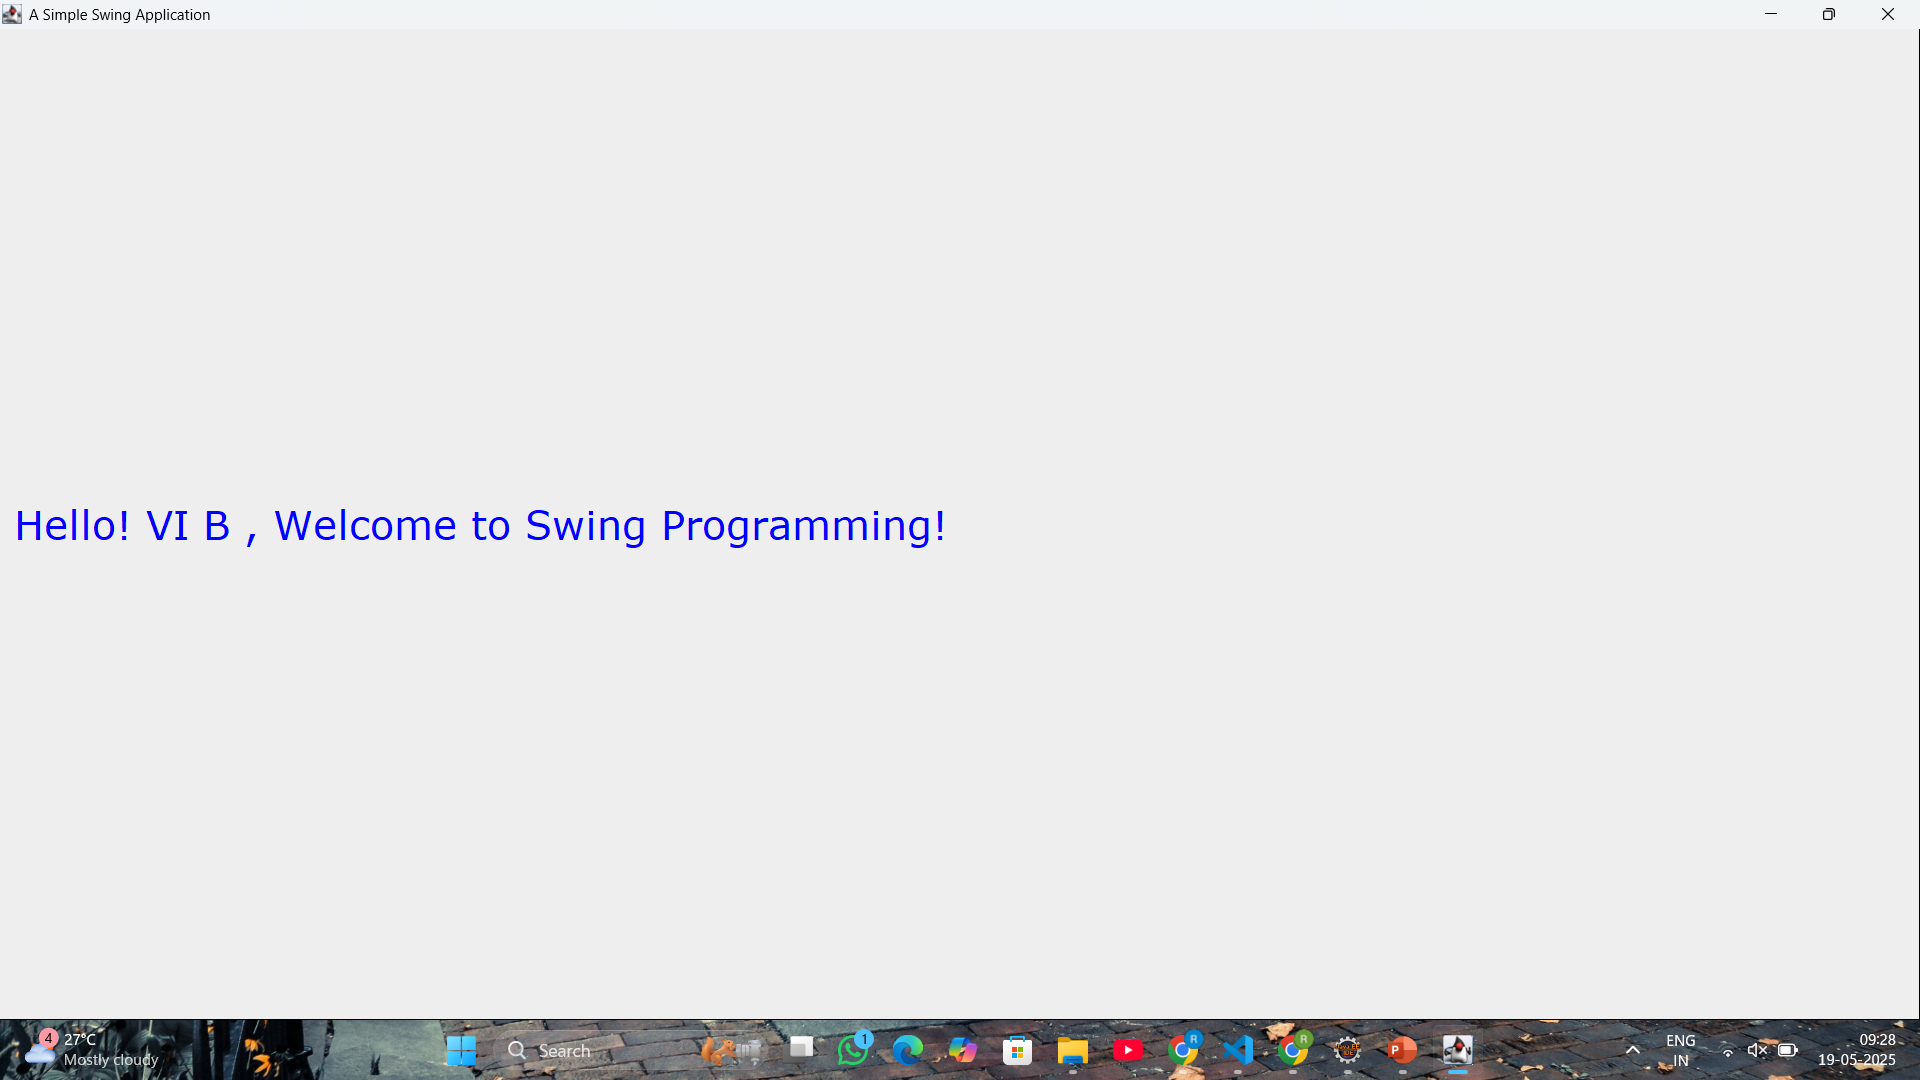 A Simple Swing Application
Hello! VI B , Welcome to Swing Programming!
4
27°C
Mostly cloudy
Search
1
R
R
P
ENG
IN
09:28
19-05-2025